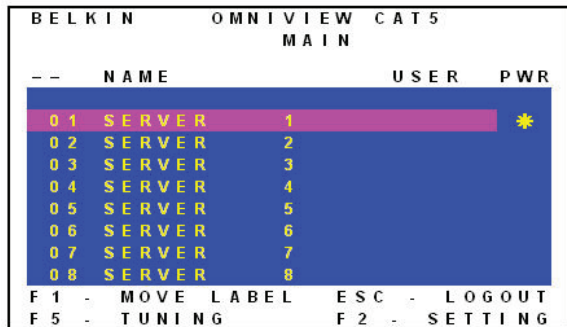 BELKIN OMNIVIEW CAT5
MAIN
-- NAME USER PWR
01 SERVER 1 *
02 SERVER 2
03 SERVER 3
04 SERVER 4
05 SERVER 5
06 SERVER 6
07 SERVER 7
08 SERVER 8
F1 - MOVE LABEL ESC - LOGOUT
F5 - TUNING F2 - SETTING